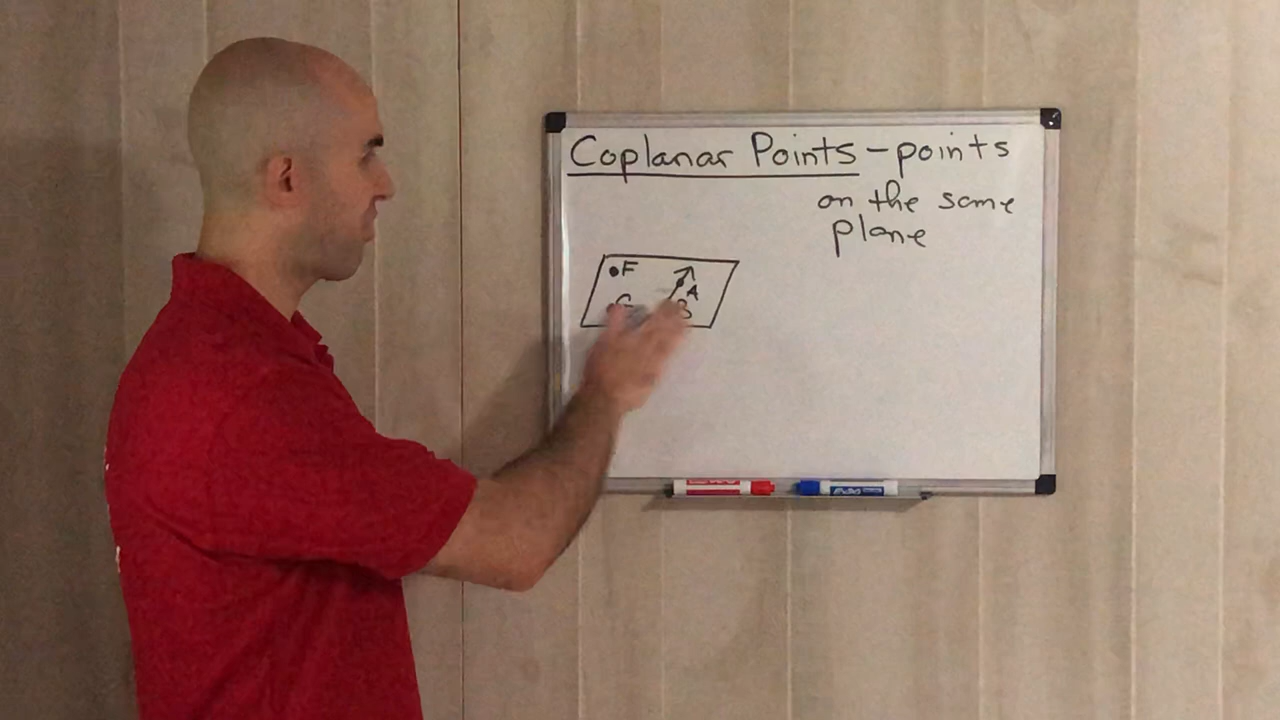 Coplanar Points - points
on the same
plane
F
A
B